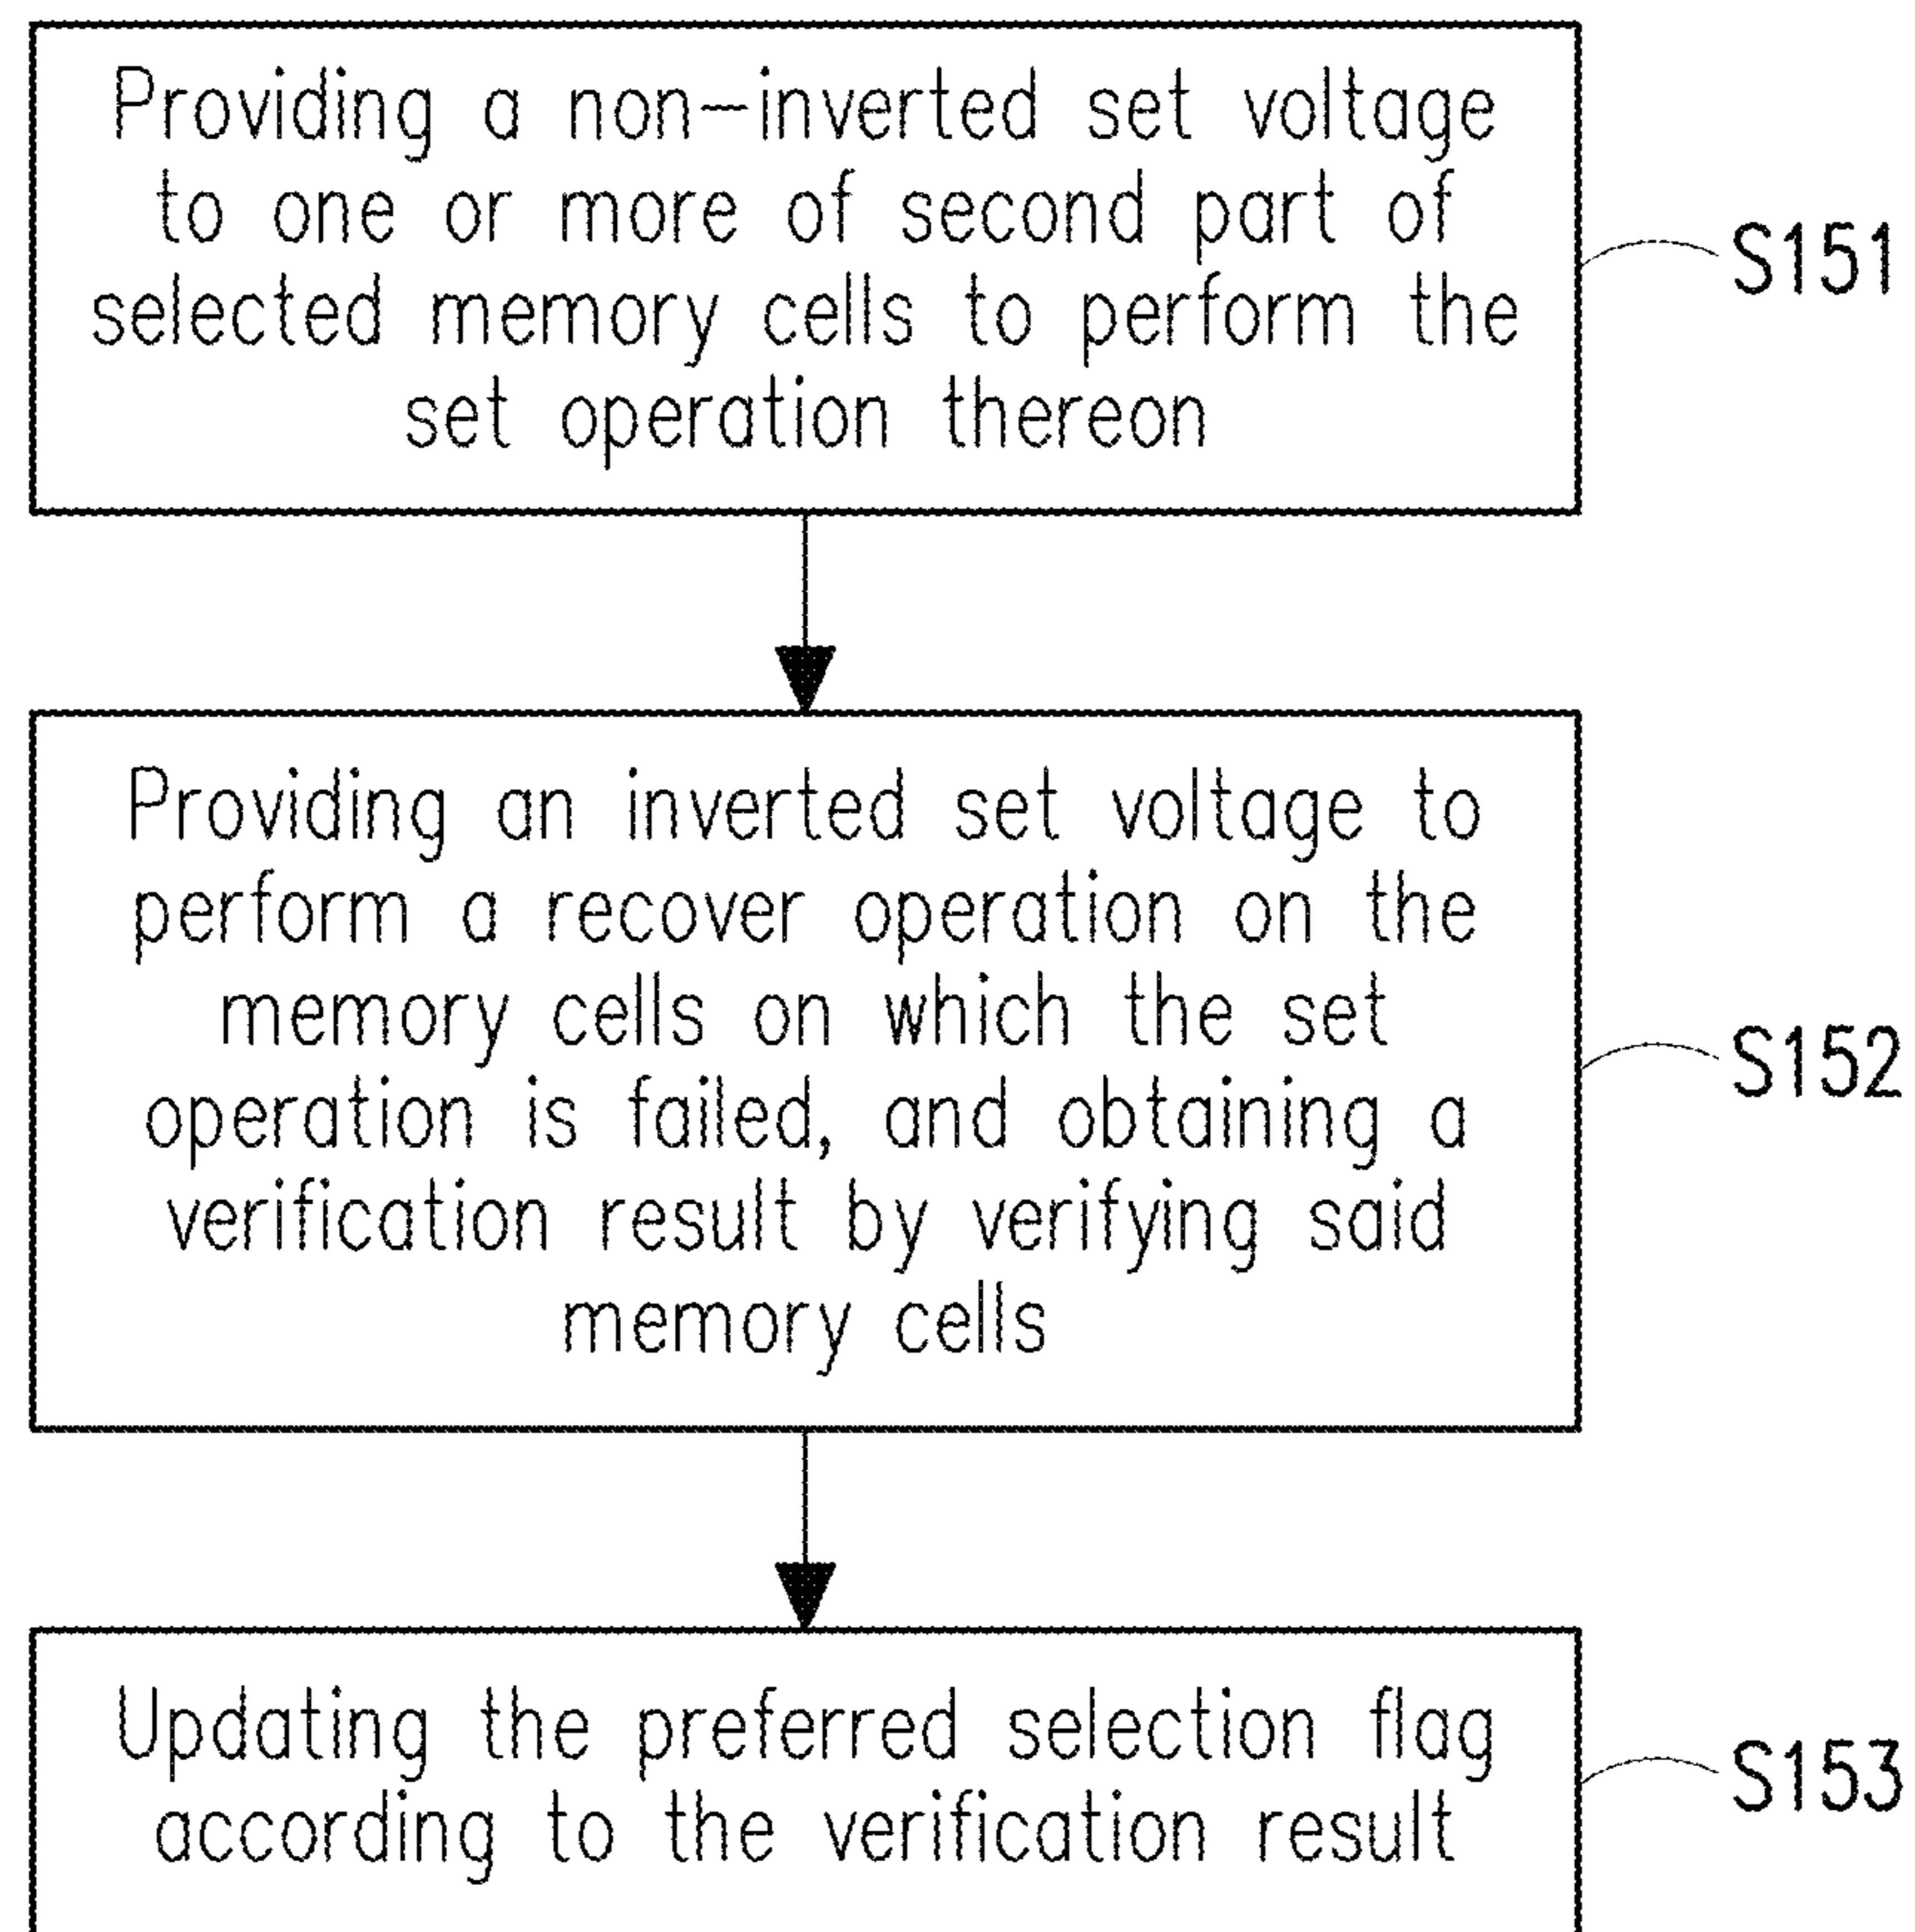 Providing a non-inverted set voltage
to one or more of second part of
selected memory cells to perform the
set operation thereon
S151
Providing an inverted set voltage to
perform a recover operation on the
memory cells on which the set
operation is failed, and obtaining a
verification result by verifying said
memory cells
S152
Updating the preferred selection flag
according to the verification result
S153